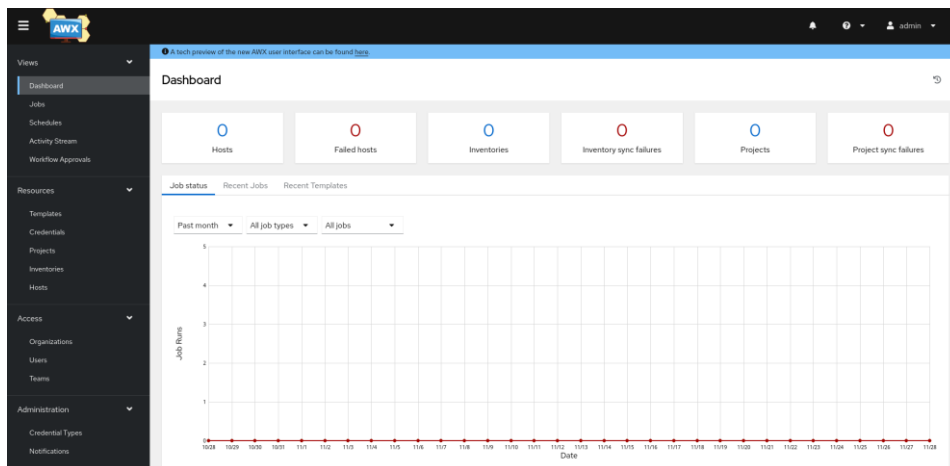 AWX
admin
Views
Dashboard
Jobs
Schedules
Activity Stream
Workflow Approvals
Resources
Templates
Credentials
Projects
Inventories
Hosts
Access
Organizations
Users
Teams
Administration
Credential Types
Notifications
A tech preview of the new AWX user interface can be found here.
Dashboard
0 0 0 0 0 0
Hosts Failed hosts Inventories Inventory sync failures Projects Project sync failures
Job status Recent Jobs Recent Templates
Past month All job types All jobs
5
4
3
2
1
0
Job Runs
10/28 10/29 10/30 10/31 11/1 11/2 11/3 11/4 11/5 11/6 11/7 11/8 11/9 11/10 11/11 11/12 11/13 11/14 11/15 11/16 11/17 11/18 11/19 11/20 11/21 11/22 11/23 11/24 11/25 11/26 11/27 11/28
Date